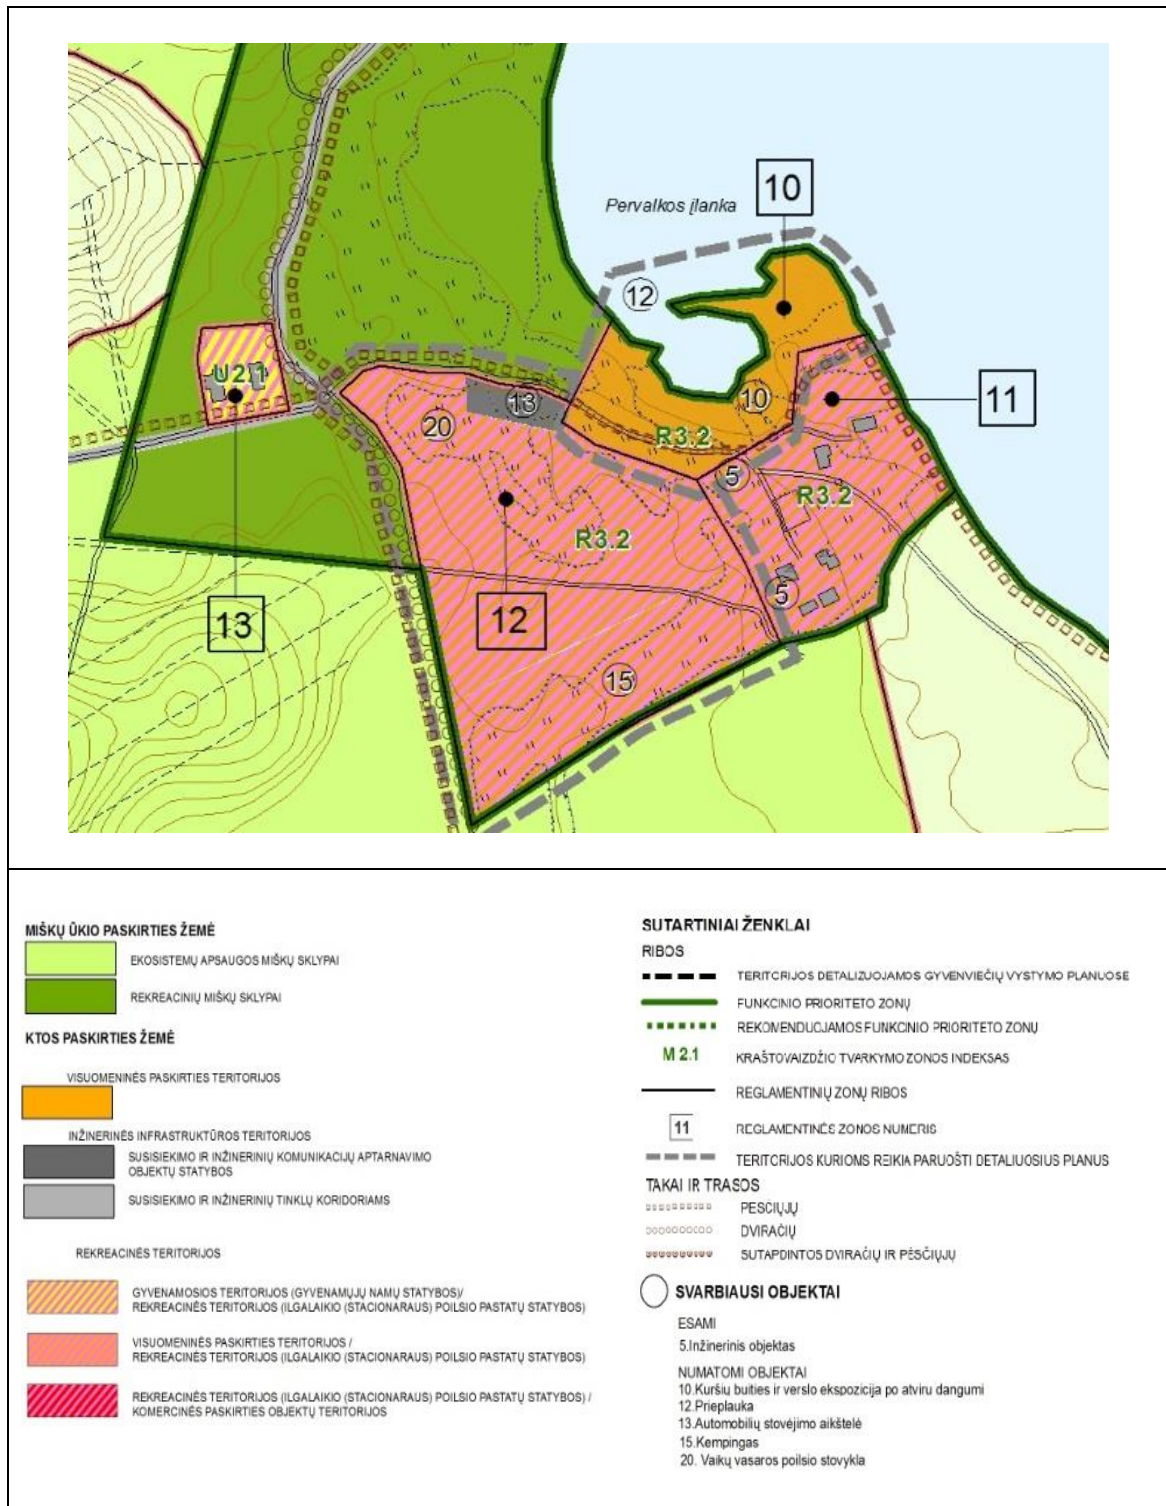 Pervalkos įlanka
10
12
11
U2.1
13
10
20
R3.2
5
R3.2
R3.2
12
13
5
15
MIŠKŲ ŪKIO PASKIRTIES ŽEMĖ
EKOSISTEMŲ APSAUGOS MIŠKŲ SKLYPAI
REKREACINIŲ MIŠKŲ SKLYPAI
KTOS PASKIRTIES ŽEMĖ
VISUOMENINĖS PASKIRTIES TERITORIJOS
INŽINERINĖS INFRASTRUKTŪROS TERITORIJOS
SUSISIEKIMO IR INŽINERINIŲ KOMUNIKACIJŲ APTARNAVIMO
OBJEKTŲ STATYBOS
SUSISIEKIMO IR INŽINERINIŲ TINKLŲ KORIDORIAMS
REKREACINĖS TERITORIJOS
GYVENAMOSIOS TERITORIJOS (GYVENAMŲJŲ NAMŲ STATYBOS)/
REKREACINĖS TERITORIJOS (ILGALAIKIO (STACIONARAUS) POILSIO PASTATŲ STATYBOS)
VISUOMENINĖS PASKIRTIES TERITORIJOS /
REKREACINĖS TERITORIJOS (ILGALAIKIO (STACIONARAUS) POILSIO PASTATŲ STATYBOS)
REKREACINĖS TERITORIJOS (ILGALAIKIO (STACIONARAUS) POILSIO PASTATŲ STATYBOS) /
KOMERCINĖS PASKIRTIES OBJEKTŲ TERITORIJOS
SUTARTINIAI ŽENKLAI
RIBOS
TERITORIJOS DETALIZUOJAMOS GYVENVIEČIŲ VYSTYMO PLANUOSE
FUNKCINIO PRIORITETO ZONŲ
REKOMENDUOJAMOS FUNKCINIO PRIORITETO ZONŲ
M 2.1 KRAŠTOVAIZDŽIO TVARKYMO ZONOS INDEKSAS
REGLAMENTINIŲ ZONŲ RIBOS
11 REGLAMENTINĖS ZONOS NUMERIS
TERITORIJOS KURIOMS REIKIA PARUOŠTI DETALIUOSIUS PLANUS
TAKAI IR TRASOS
PĖSČIŲJŲ
DVIRAČIŲ
SUTAPDINTOS DVIRAČIŲ IR PĖSČIŲJŲ
SVARBIAUSI OBJEKTAI
ESAMI
5.Inžinerinis objektas
NUMATOMI OBJEKTAI
10.Kuršių buities ir verslo ekspozicija po atviru dangumi
12.Prieplauka
13.Automobilių stovėjimo aikštelė
15.Kempingas
20. Vaikų vasaros poilsio stovykla